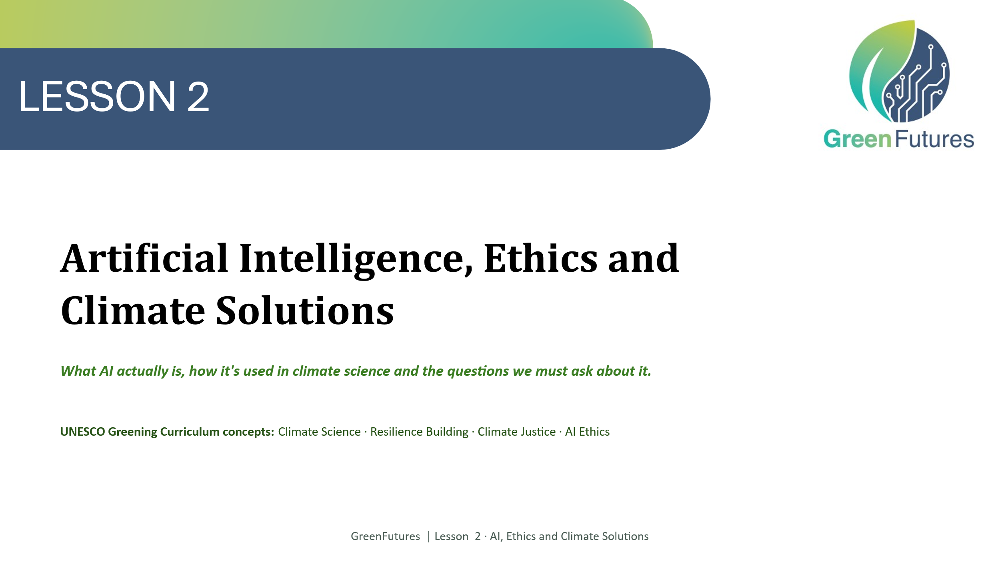 LESSON 2
GreenFutures
Artificial Intelligence, Ethics and
Climate Solutions
What AI actually is, how it's used in climate science and the questions we must ask about it.
UNESCO Greening Curriculum concepts: Climate Science · Resilience Building · Climate Justice · AI Ethics
GreenFutures | Lesson 2 · AI, Ethics and Climate Solutions